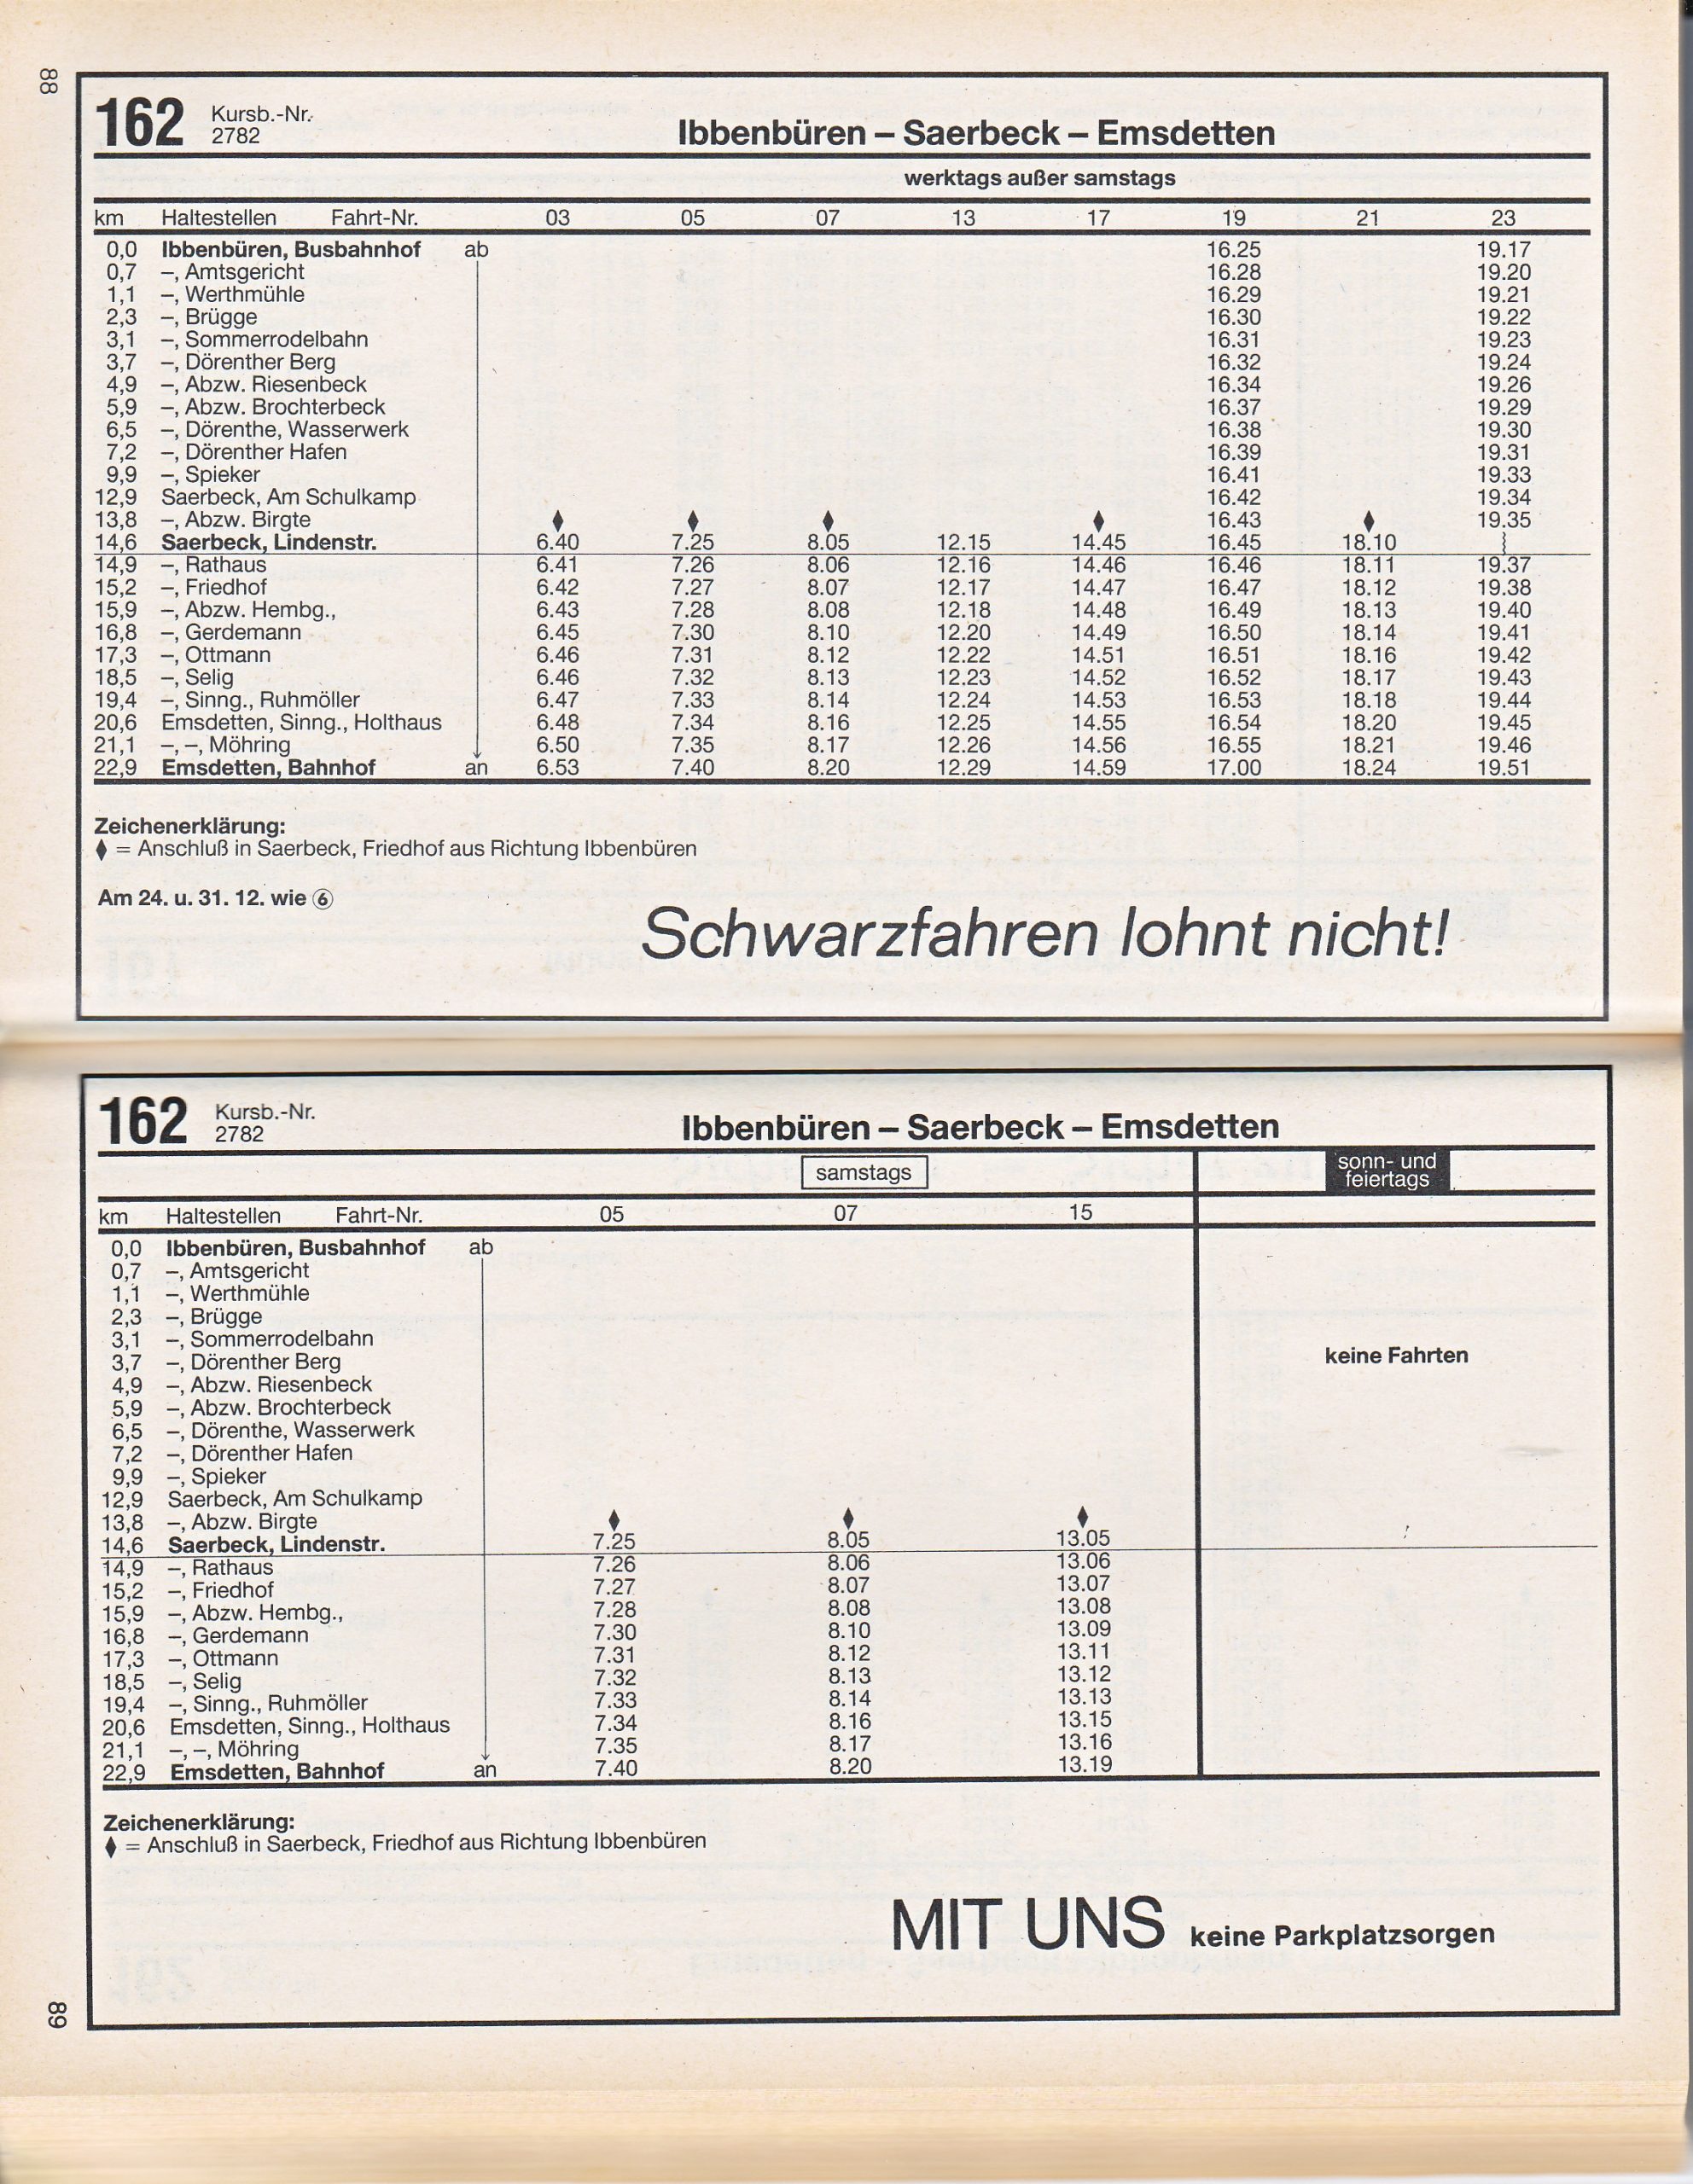 88
162 Kursb.-Nr. 2782 Ibbenbüren – Saerbeck – Emsdetten
werktags außer samstags
km Haltestellen Fahrt-Nr. 03 05 07 13 17 19 21 23
0,0 Ibbenbüren, Busbahnhof ab 16.25 19.17
0,7 –, Amtsgericht 16.28 19.20
1,1 –, Werthmühle 16.29 19.21
2,3 –, Brügge 16.30 19.22
3,1 –, Sommerrodelbahn 16.31 19.23
3,7 –, Dörenther Berg 16.32 19.24
4,9 –, Abzw. Riesenbeck 16.34 19.26
5,9 –, Abzw. Brochterbeck 16.37 19.29
6,5 –, Dörenthe, Wasserwerk 16.38 19.30
7,2 –, Dörenther Hafen 16.39 19.31
9,9 –, Spieker 16.41 19.33
12,9 Saerbeck, Am Schulkamp 16.42 19.34
13,8 –, Abzw. Birgte ♦ ♦ ♦ ♦ 16.43 ♦ 19.35
14,6 Saerbeck, Lindenstr. 6.40 7.25 8.05 12.15 14.45 16.45 18.10
14,9 –, Rathaus 6.41 7.26 8.06 12.16 14.46 16.46 18.11 19.37
15,2 –, Friedhof 6.42 7.27 8.07 12.17 14.47 16.47 18.12 19.38
15,9 –, Abzw. Hembg., 6.43 7.28 8.08 12.18 14.48 16.49 18.13 19.40
16,8 –, Gerdemann 6.45 7.30 8.10 12.20 14.49 16.50 18.14 19.41
17,3 –, Ottmann 6.46 7.31 8.12 12.22 14.51 16.51 18.16 19.42
18,5 –, Selig 6.46 7.32 8.13 12.23 14.52 16.52 18.17 19.43
19,4 –, Sinng., Ruhmöller 6.47 7.33 8.14 12.24 14.53 16.53 18.18 19.44
20,6 Emsdetten, Sinng., Holthaus 6.48 7.34 8.16 12.25 14.55 16.54 18.20 19.45
21,1 –, –, Möhring 6.50 7.35 8.17 12.26 14.56 16.55 18.21 19.46
22,9 Emsdetten, Bahnhof an 6.53 7.40 8.20 12.29 14.59 17.00 18.24 19.51
Zeichenerklärung:
♦ = Anschluß in Saerbeck, Friedhof aus Richtung Ibbenbüren
Am 24. u. 31. 12. wie ⑥
Schwarzfahren lohnt nicht!
162 Kursb.-Nr. 2782 Ibbenbüren – Saerbeck – Emsdetten
samstags sonn- und feiertags
km Haltestellen Fahrt-Nr. 05 07 15
0,0 Ibbenbüren, Busbahnhof ab
0,7 –, Amtsgericht
1,1 –, Werthmühle
2,3 –, Brügge
3,1 –, Sommerrodelbahn
3,7 –, Dörenther Berg keine Fahrten
4,9 –, Abzw. Riesenbeck
5,9 –, Abzw. Brochterbeck
6,5 –, Dörenthe, Wasserwerk
7,2 –, Dörenther Hafen
9,9 –, Spieker
12,9 Saerbeck, Am Schulkamp
13,8 –, Abzw. Birgte ♦ ♦ ♦
14,6 Saerbeck, Lindenstr. 7.25 8.05 13.05
14,9 –, Rathaus 7.26 8.06 13.06
15,2 –, Friedhof 7.27 8.07 13.07
15,9 –, Abzw. Hembg., 7.28 8.08 13.08
16,8 –, Gerdemann 7.30 8.10 13.09
17,3 –, Ottmann 7.31 8.12 13.11
18,5 –, Selig 7.32 8.13 13.12
19,4 –, Sinng., Ruhmöller 7.33 8.14 13.13
20,6 Emsdetten, Sinng., Holthaus 7.34 8.16 13.15
21,1 –, –, Möhring 7.35 8.17 13.16
22,9 Emsdetten, Bahnhof an 7.40 8.20 13.19
Zeichenerklärung:
♦ = Anschluß in Saerbeck, Friedhof aus Richtung Ibbenbüren
MIT UNS keine Parkplatzsorgen
89